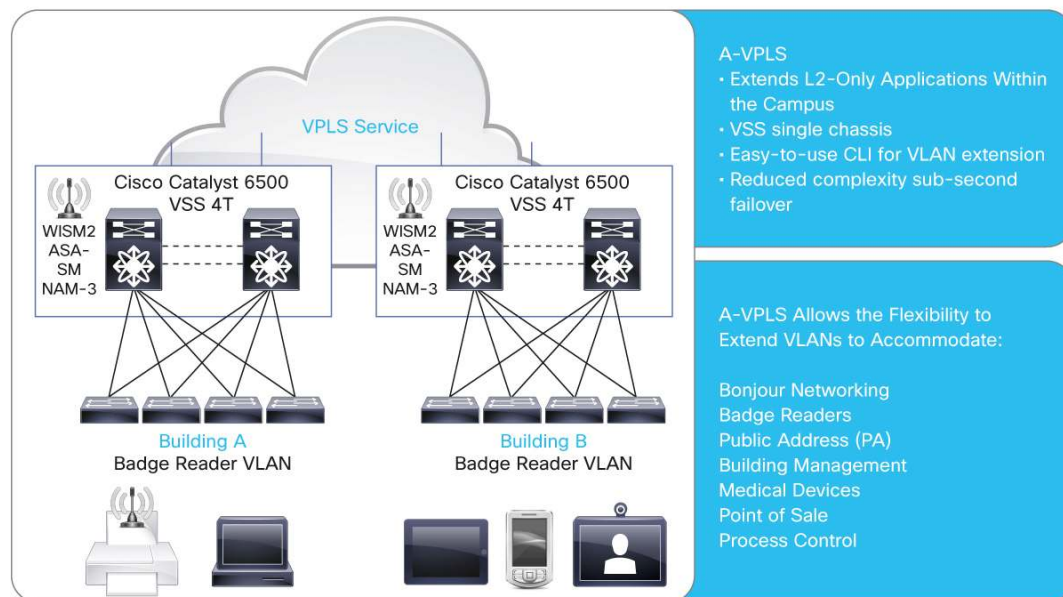 VPLS Service
Cisco Catalyst 6500
VSS 4T
WISM2
ASA-
SM
NAM-3
Cisco Catalyst 6500
VSS 4T
WISM2
ASA-
SM
NAM-3
Building A
Badge Reader VLAN
Building B
Badge Reader VLAN
A-VPLS
• Extends L2-Only Applications Within
the Campus
• VSS single chassis
• Easy-to-use CLI for VLAN extension
• Reduced complexity sub-second
failover
A-VPLS Allows the Flexibility to
Extend VLANs to Accommodate:
Bonjour Networking
Badge Readers
Public Address (PA)
Building Management
Medical Devices
Point of Sale
Process Control